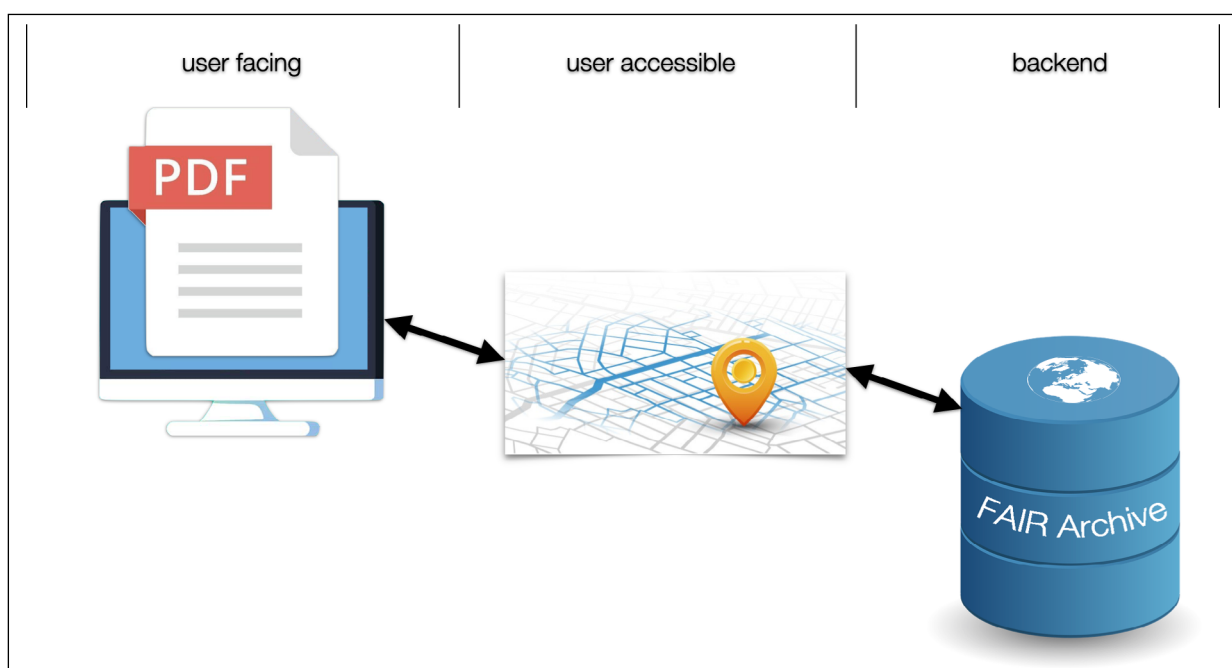 user facing
user accessible
backend
PDF
FAIR Archive